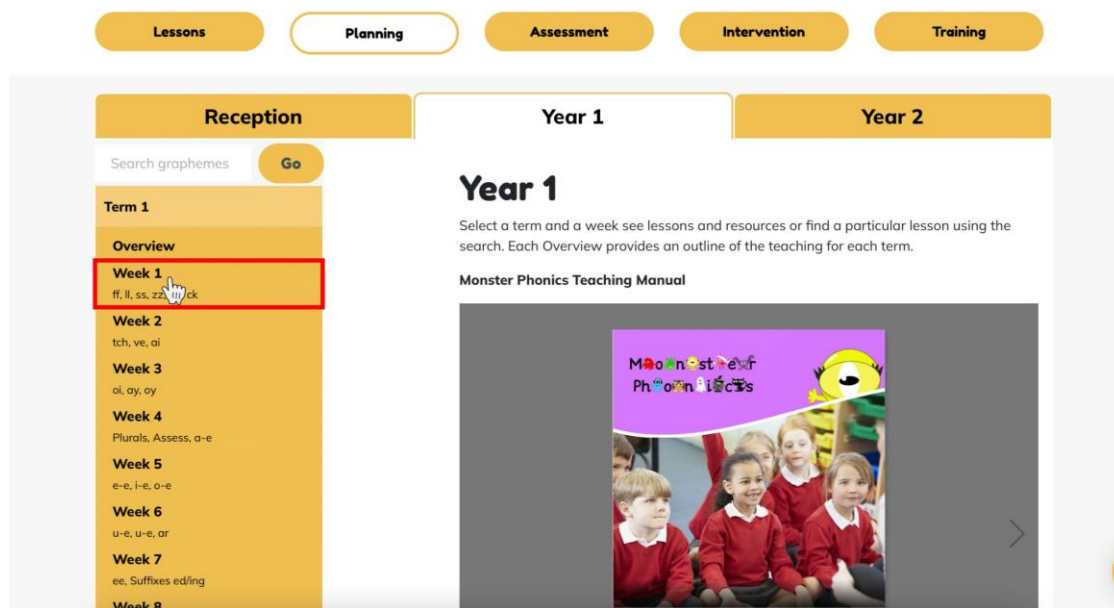 Lessons
Planning
Assessment
Intervention
Training
Reception
Year 1
Year 2
Search graphemes
Go
Term 1
Overview
Week 1
ff, ll, ss, zz, ck
Week 2
tch, ve, ai
Week 3
oi, ay, oy
Week 4
Plurals, Assess, a-e
Week 5
e-e, i-e, o-e
Week 6
u-e, u-e, ar
Week 7
ee, Suffixes ed/ing
Week 8
Year 1
Select a term and a week see lessons and resources or find a particular lesson using the
search. Each Overview provides an outline of the teaching for each term.
Monster Phonics Teaching Manual
Monster
Phonics